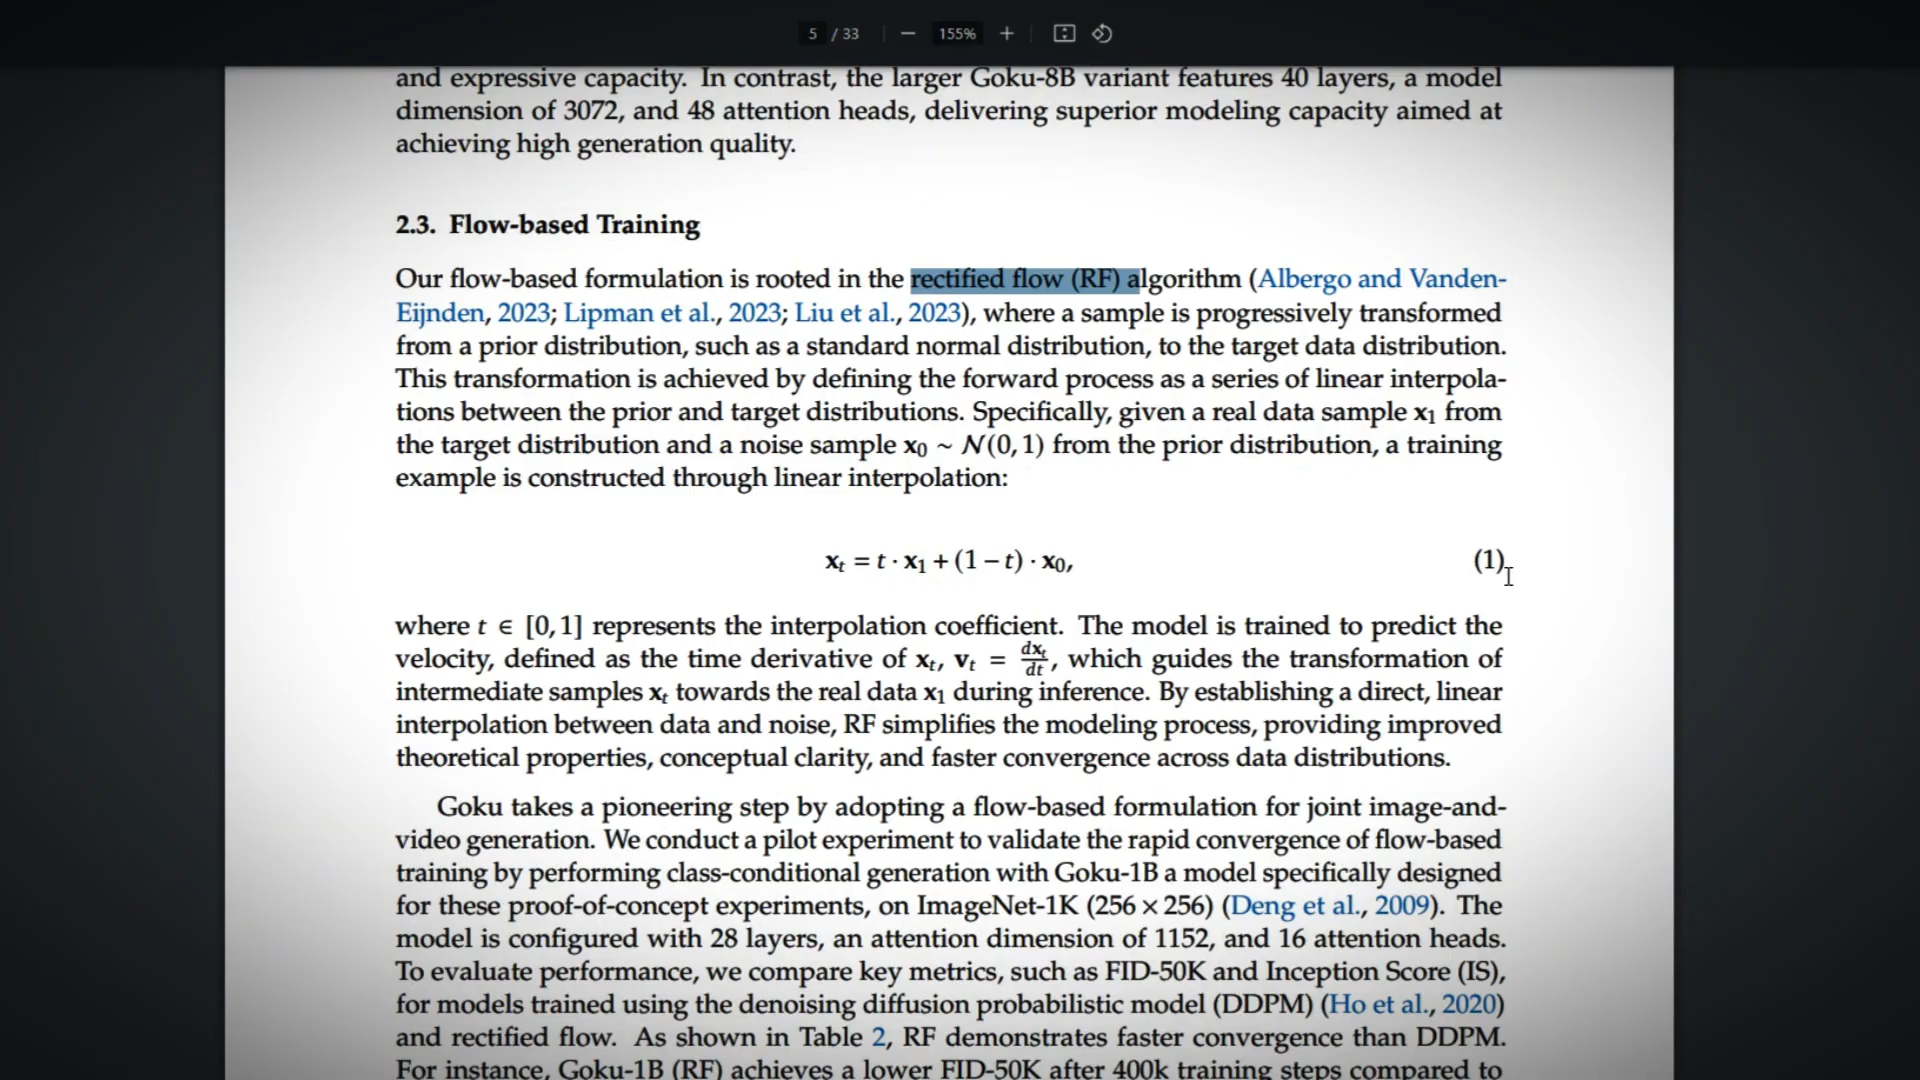 5 / 33 155%
and expressive capacity. In contrast, the larger Goku-8B variant features 40 layers, a model
dimension of 3072, and 48 attention heads, delivering superior modeling capacity aimed at
achieving high generation quality.
2.3. Flow-based Training
Our flow-based formulation is rooted in the rectified flow (RF) algorithm (Albergo and Vanden-
Eijnden, 2023; Lipman et al., 2023; Liu et al., 2023), where a sample is progressively transformed
from a prior distribution, such as a standard normal distribution, to the target data distribution.
This transformation is achieved by defining the forward process as a series of linear interpola-
tions between the prior and target distributions. Specifically, given a real data sample x₁ from
the target distribution and a noise sample x₀ ∼ 𝒩(0, 1) from the prior distribution, a training
example is constructed through linear interpolation:
xₜ = t · x₁ + (1 − t) · x₀, (1)
where t ∈ [0, 1] represents the interpolation coefficient. The model is trained to predict the
velocity, defined as the time derivative of xₜ, vₜ = dxₜ/dt, which guides the transformation of
intermediate samples xₜ towards the real data x₁ during inference. By establishing a direct, linear
interpolation between data and noise, RF simplifies the modeling process, providing improved
theoretical properties, conceptual clarity, and faster convergence across data distributions.
Goku takes a pioneering step by adopting a flow-based formulation for joint image-and-
video generation. We conduct a pilot experiment to validate the rapid convergence of flow-based
training by performing class-conditional generation with Goku-1B a model specifically designed
for these proof-of-concept experiments, on ImageNet-1K (256 × 256) (Deng et al., 2009). The
model is configured with 28 layers, an attention dimension of 1152, and 16 attention heads.
To evaluate performance, we compare key metrics, such as FID-50K and Inception Score (IS),
for models trained using the denoising diffusion probabilistic model (DDPM) (Ho et al., 2020)
and rectified flow. As shown in Table 2, RF demonstrates faster convergence than DDPM.
For instance, Goku-1B (RF) achieves a lower FID-50K after 400k training steps compared to